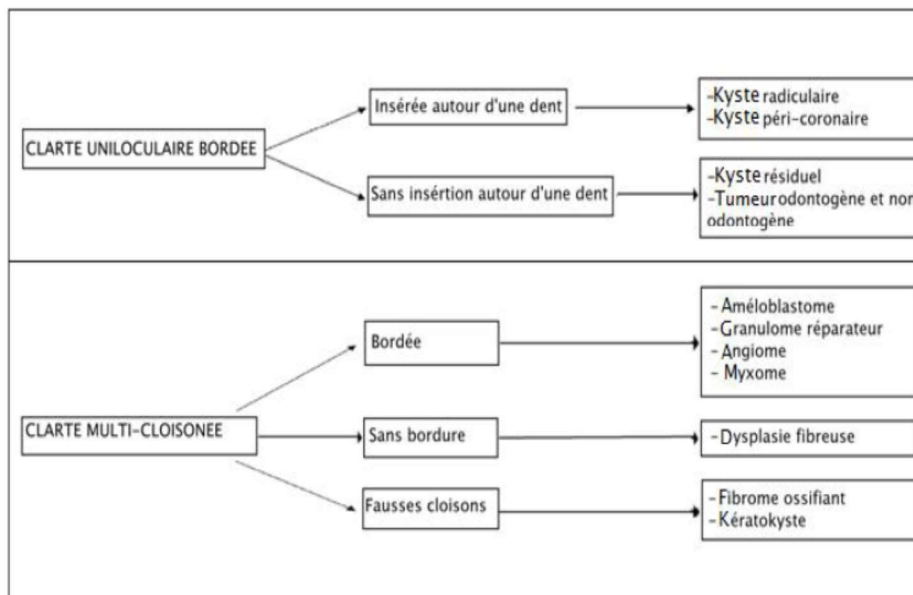 Insérée autour d'une dent
-Kyste radiculaire
-Kyste péri-coronaire
CLARTE UNILOCULAIRE BORDEE
Sans insértion autour d'une dent
-Kyste résiduel
-Tumeur odontogène et non
odontogène
Bordée
- Améloblastome
-Granulome réparateur
- Angiome
- Myxome
CLARTE MULTI-CLOISONEE
Sans bordure
-Dysplasie fibreuse
Fausses cloisons
-Fibrome ossifiant
-Kératokyste